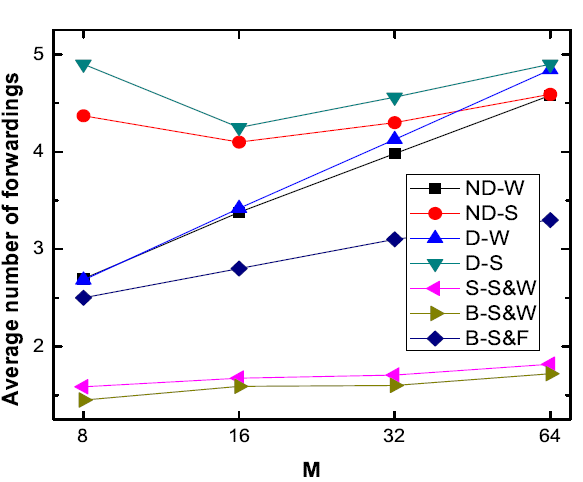 Average number of forwardings
5
4
3
2
ND-W
ND-S
D-W
D-S
S-S&W
B-S&W
B-S&F
8
16
32
64
M